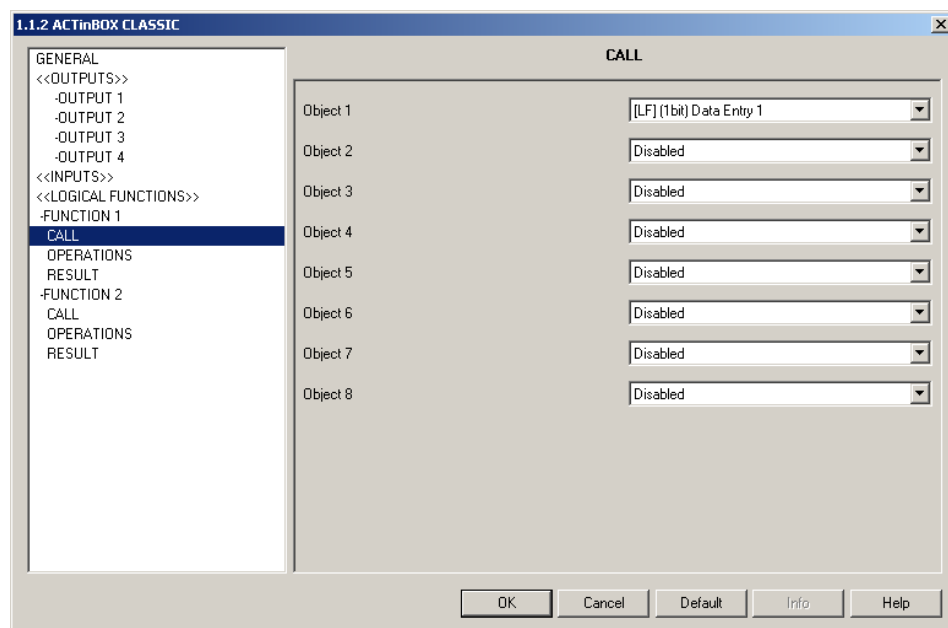 1.1.2 ACTinBOX CLASSIC
GENERAL
<<OUTPUTS>>
-OUTPUT 1
-OUTPUT 2
-OUTPUT 3
-OUTPUT 4
<<INPUTS>>
<<LOGICAL FUNCTIONS>>
-FUNCTION 1
CALL
OPERATIONS
RESULT
-FUNCTION 2
CALL
OPERATIONS
RESULT
CALL
Object 1 [LF] (1bit) Data Entry 1
Object 2 Disabled
Object 3 Disabled
Object 4 Disabled
Object 5 Disabled
Object 6 Disabled
Object 7 Disabled
Object 8 Disabled
OK Cancel Default Info Help